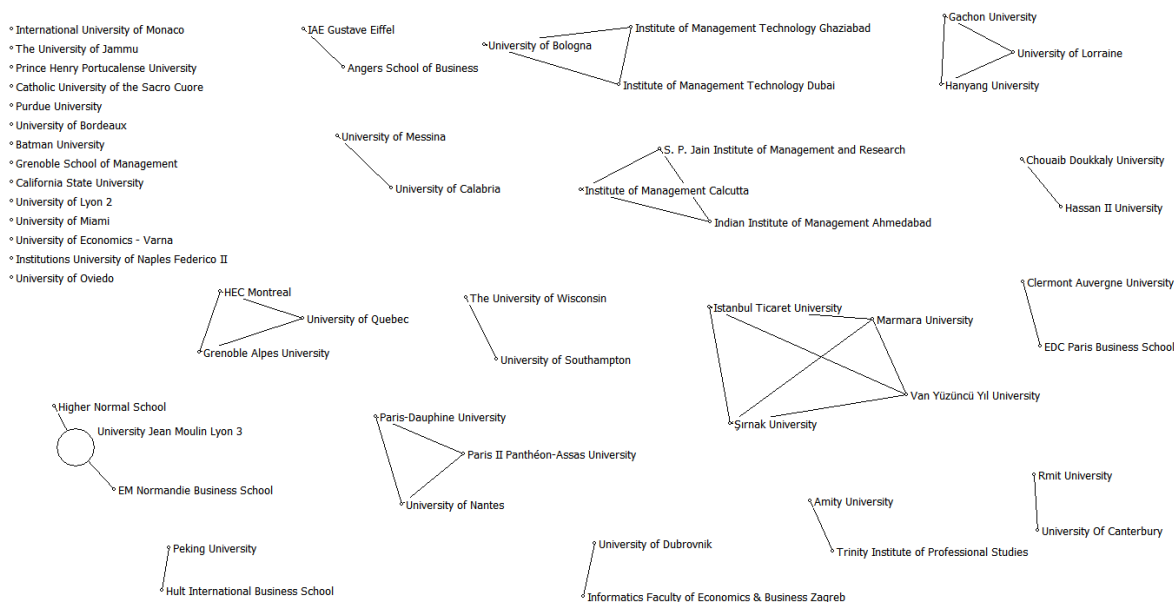 International University of Monaco
The University of Jammu
Prince Henry Portucalense University
Catholic University of the Sacro Cuore
Purdue University
University of Bordeaux
Batman University
Grenoble School of Management
California State University
University of Lyon 2
University of Miami
University of Economics - Varna
Institutions University of Naples Federico II
University of Oviedo
IAE Gustave Eiffel
Angers School of Business
University of Bologna
Institute of Management Technology Ghaziabad
Institute of Management Technology Dubai
Gachon University
University of Lorraine
Hanyang University
University of Messina
University of Calabria
S. P. Jain Institute of Management and Research
Institute of Management Calcutta
Indian Institute of Management Ahmedabad
Chouaib Doukkaly University
Hassan II University
HEC Montreal
University of Quebec
Grenoble Alpes University
The University of Wisconsin
University of Southampton
Istanbul Ticaret University
Marmara University
Van Yüzüncü Yıl University
Şırnak University
Clermont Auvergne University
EDC Paris Business School
Higher Normal School
University Jean Moulin Lyon 3
EM Normandie Business School
Paris-Dauphine University
Paris II Panthéon-Assas University
University of Nantes
Rmit University
University Of Canterbury
Amity University
Trinity Institute of Professional Studies
Peking University
Hult International Business School
University of Dubrovnik
Informatics Faculty of Economics & Business Zagreb